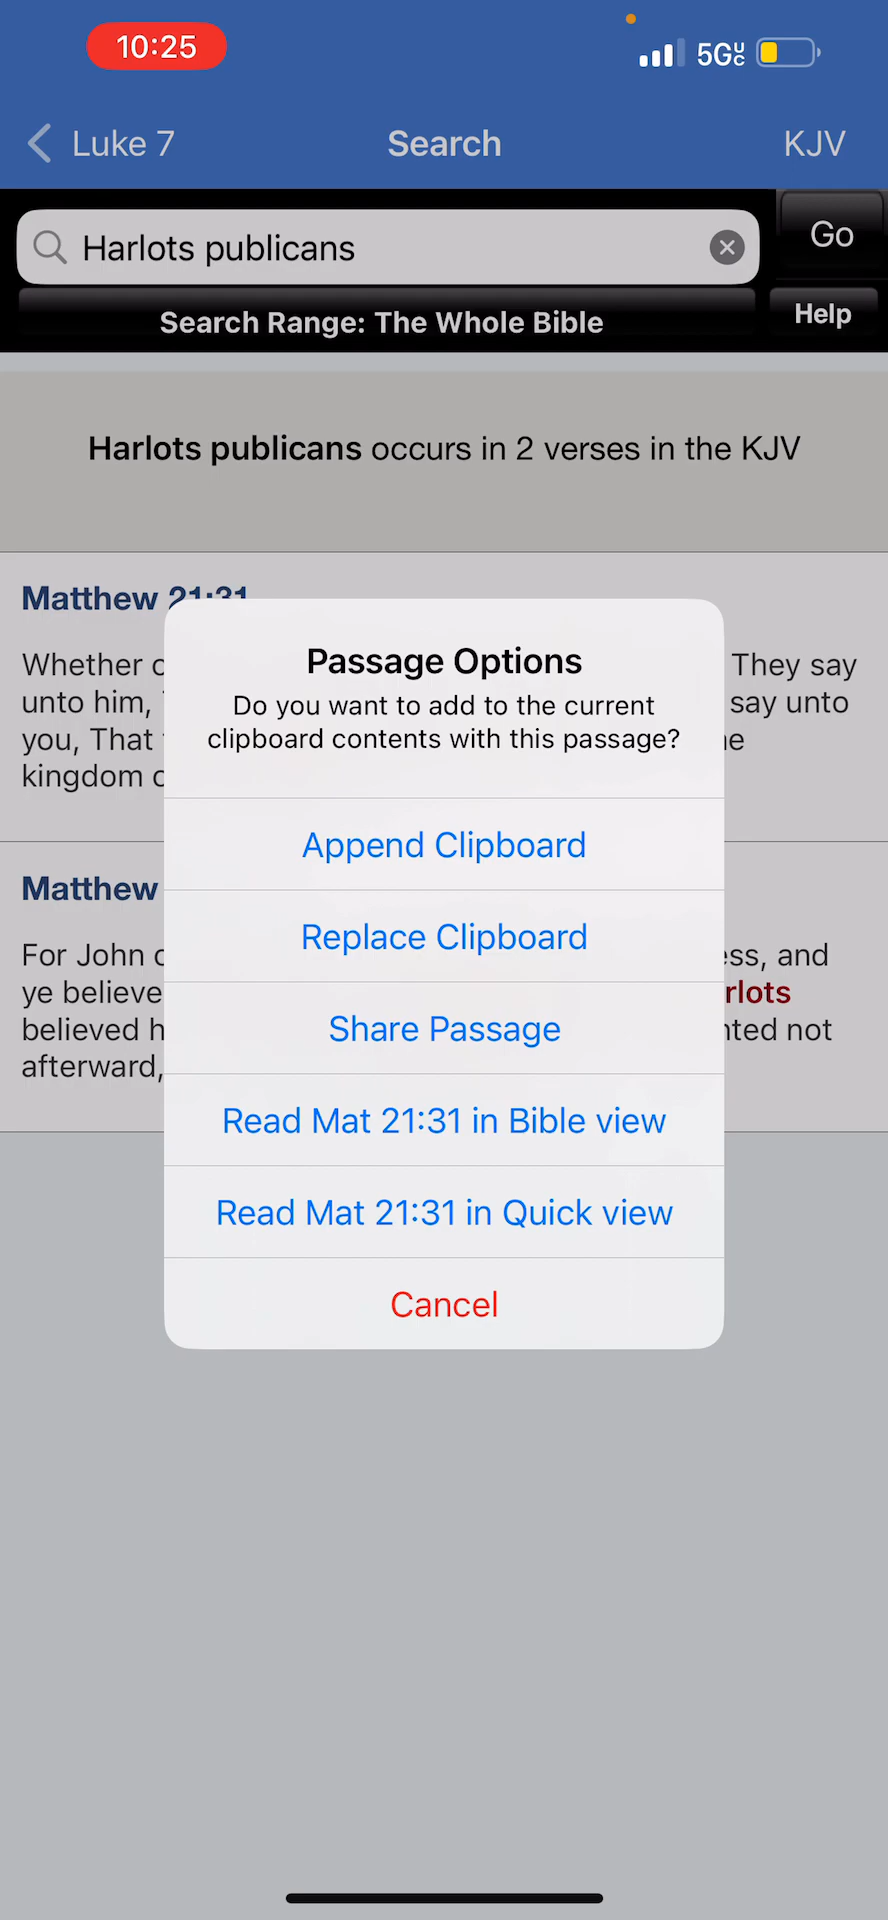 10:25
5G UC
Luke 7
Search
KJV
Harlots publicans
Go
Search Range: The Whole Bible
Help
Harlots publicans occurs in 2 verses in the KJV
Matthew 21:31
Whether
They say
unto him,
say unto
you, That
kingdom
Passage Options
Do you want to add to the current
clipboard contents with this passage?
Append Clipboard
Replace Clipboard
Share Passage
Read Mat 21:31 in Bible view
Read Mat 21:31 in Quick view
Cancel
Matthew
For John
and
ye believe
rlots
believed
not
afterward,